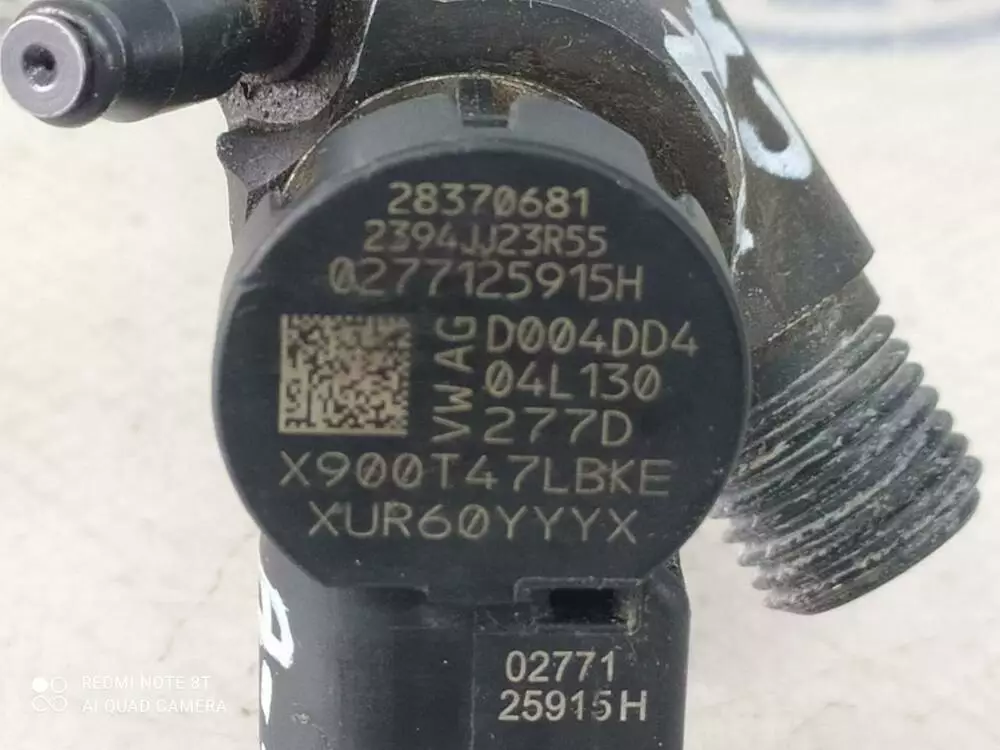 28370681
2394JJ23R55
0277125915H
VW AG
D004DD4
04L130
277D
X900T47LBKE
XUR60YYYX
02771
25915H
REDMI NOTE 8T
AI QUAD CAMERA